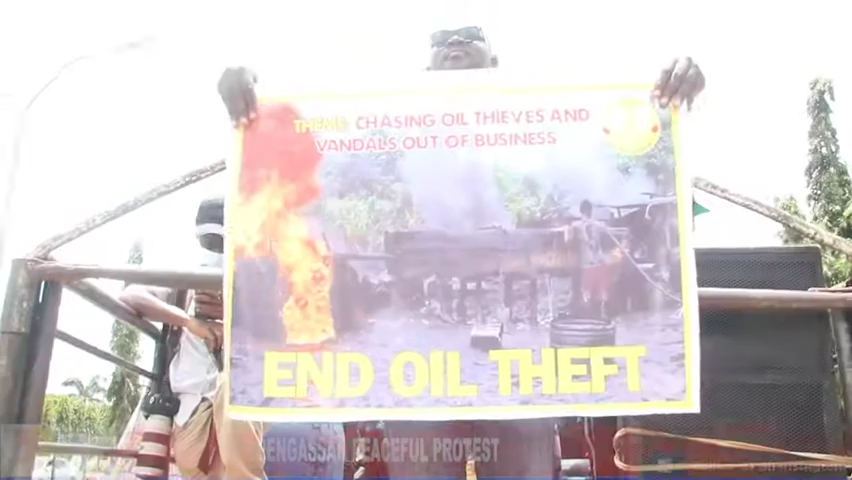 THEME: CHASING OIL THIEVES AND
VANDALS OUT OF BUSINESS
END OIL THEFT
PENGASSAN PEACEFUL PROTEST